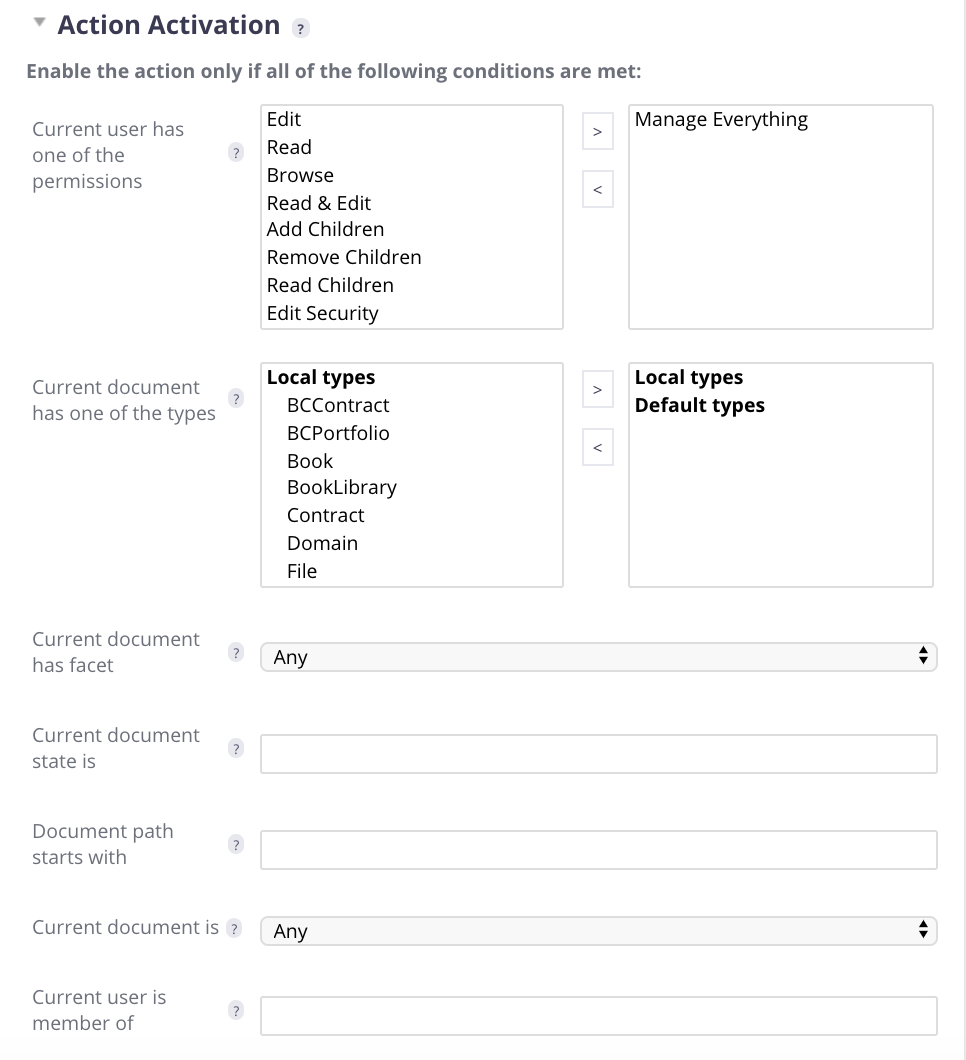 Action Activation ?
Enable the action only if all of the following conditions are met:
Current user has
one of the
permissions
?
Edit
Read
Browse
Read & Edit
Add Children
Remove Children
Read Children
Edit Security
>
<
Manage Everything
Current document
has one of the types
?
Local types
BCContract
BCPortfolio
Book
BookLibrary
Contract
Domain
File
>
<
Local types
Default types
Current document
has facet
?
Any
Current document
state is
?
Document path
starts with
?
Current document is ?
Any
Current user is
member of
?